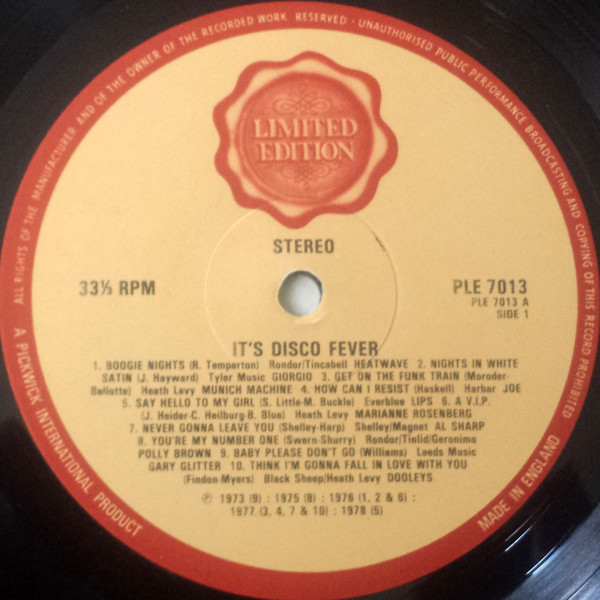 ALL RIGHTS OF THE MANUFACTURER AND OF THE OWNER OF THE RECORDED WORK RESERVED · UNAUTHORISED PUBLIC PERFORMANCE BROADCASTING AND COPYING OF THIS RECORD PROHIBITED
LIMITED
EDITION
STEREO
33⅓ RPM
PLE 7013
PLE 7013 A
SIDE 1
IT'S DISCO FEVER
1. BOOGIE NIGHTS (R. Temperton) Rondor/Tincabell HEATWAVE 2. NIGHTS IN WHITE
SATIN (J. Hayward) Tyler Music GIORGIO 3. GET ON THE FUNK TRAIN (Moroder-
Bellotte) Heath Levy MUNICH MACHINE 4. HOW CAN I RESIST (Haskell) Harbar JOE
5. SAY HELLO TO MY GIRL (S. Little-M. Buckle) Everblue LIPS 6. A V.I.P.
(J. Heider-C. Heilburg-B. Blue) Heath Levy MARIANNE ROSENBERG
7. NEVER GONNA LEAVE YOU (Shelley-Harp) Shelley/Magnet AL SHARP
8. YOU'RE MY NUMBER ONE (Swern-Shurry) Rondor/Tinlid/Geronimo
POLLY BROWN 9. BABY PLEASE DON'T GO (Williams) Leeds Music
GARY GLITTER 10. THINK I'M GONNA FALL IN LOVE WITH YOU
(Findon-Myers) Black Sheep/Heath Levy DOOLEYS
℗ 1973 (9) : 1975 (8) : 1976 (1, 2 & 6) :
1977 (3, 4, 7 & 10) : 1978 (5)
A PICKWICK INTERNATIONAL PRODUCT
MADE IN ENGLAND